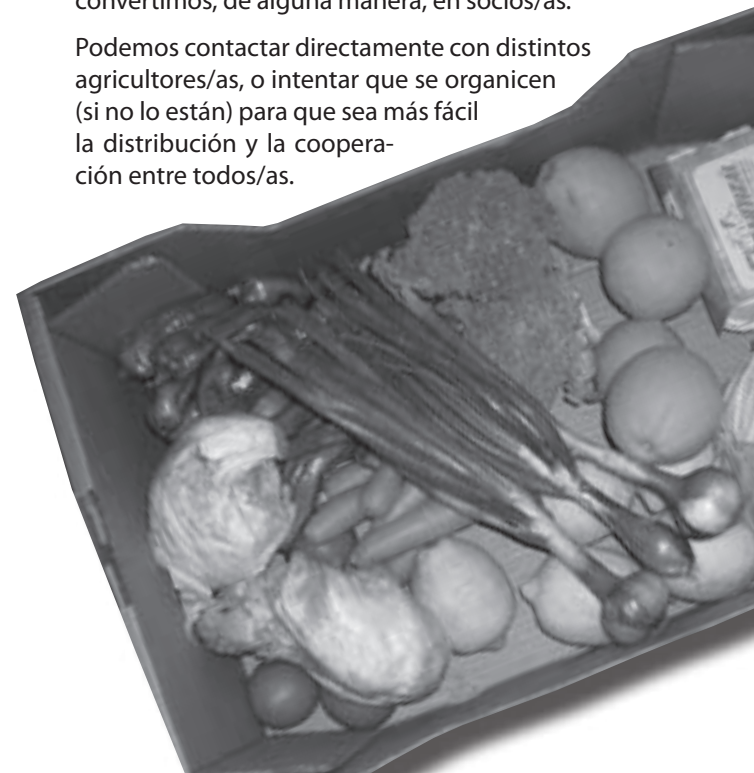 convertimos, de alguna manera, en socios/as.
Podemos contactar directamente con distintos
agricultores/as, o intentar que se organicen
(si no lo están) para que sea más fácil
la distribución y la coopera-
ción entre todos/as.